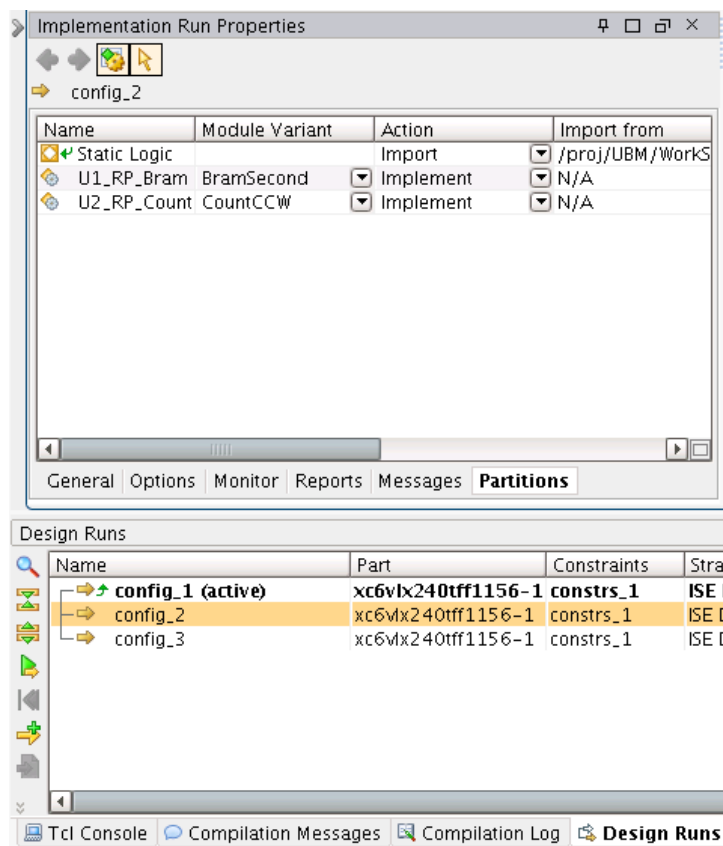 Implementation Run Properties
config_2
Name Module Variant Action Import from
Static Logic Import /proj/UBM/WorkS
U1_RP_Bram BramSecond Implement N/A
U2_RP_Count CountCCW Implement N/A
General Options Monitor Reports Messages Partitions
Design Runs
Name Part Constraints Stra
config_1 (active) xc6vlx240tff1156-1 constrs_1 ISE
config_2 xc6vlx240tff1156-1 constrs_1 ISE D
config_3 xc6vlx240tff1156-1 constrs_1 ISE D
Tcl Console Compilation Messages Compilation Log Design Runs